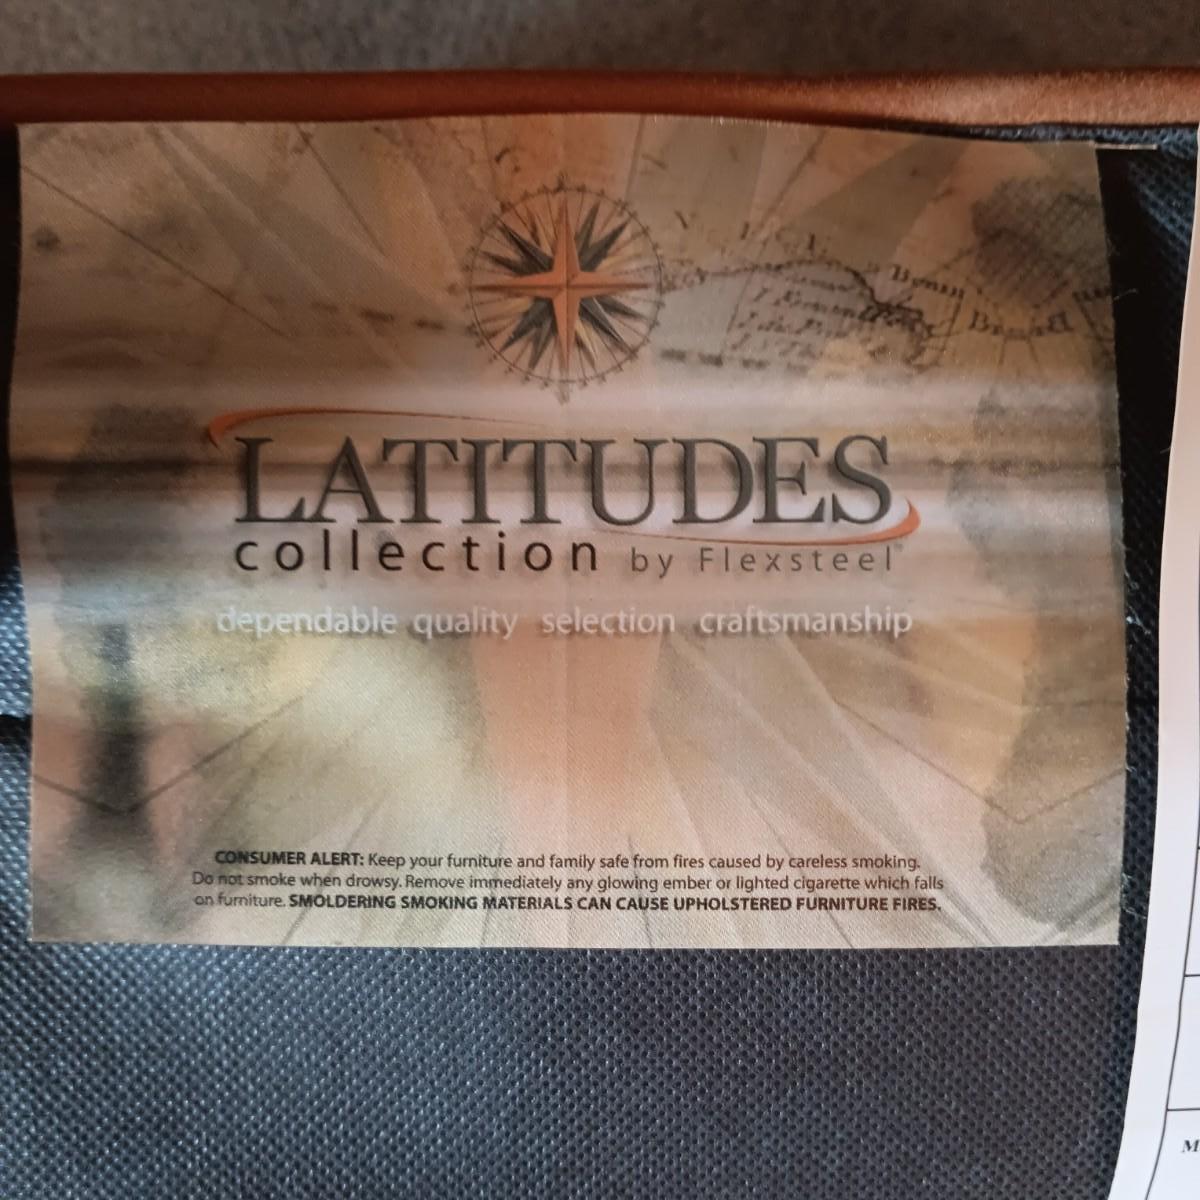 Benin
LATITUDES
collection by Flexsteel™
dependable quality selection craftsmanship
CONSUMER ALERT: Keep your furniture and family safe from fires caused by careless smoking.
Do not smoke when drowsy. Remove immediately any glowing ember or lighted cigarette which falls
on furniture. SMOLDERING SMOKING MATERIALS CAN CAUSE UPHOLSTERED FURNITURE FIRES.